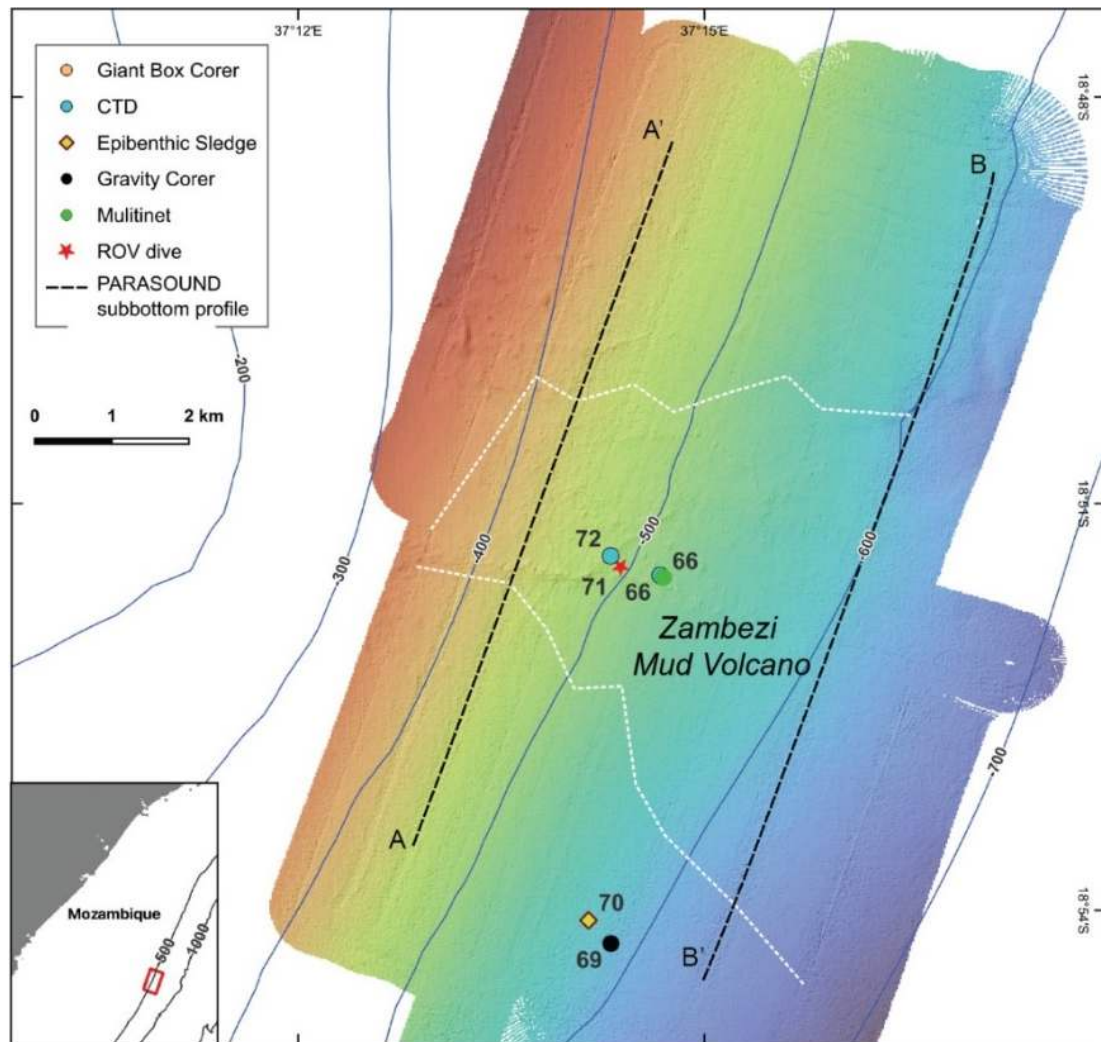 37°12'E
37°15'E
Giant Box Corer
CTD
Epibenthic Sledge
Gravity Corer
Mulitinet
ROV dive
PARASOUND
subbottom profile
18°48'S
A'
B
-200
0 1 2 km
18°51'S
-300
-400
-500
-600
72
71
66
66
Zambezi
Mud Volcano
-700
A
Mozambique
500
1000
70
69
B'
18°54'S